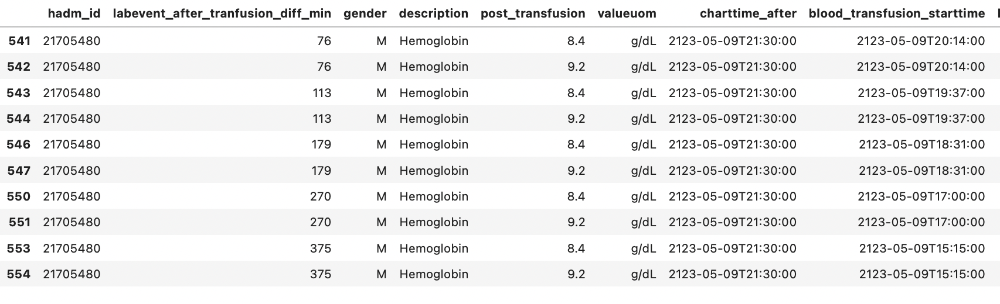 hadm_id labevent_after_tranfusion_diff_min gender description post_transfusion valueuom charttime_after blood_transfusion_starttime
541 21705480 76 M Hemoglobin 8.4 g/dL 2123-05-09T21:30:00 2123-05-09T20:14:00
542 21705480 76 M Hemoglobin 9.2 g/dL 2123-05-09T21:30:00 2123-05-09T20:14:00
543 21705480 113 M Hemoglobin 8.4 g/dL 2123-05-09T21:30:00 2123-05-09T19:37:00
544 21705480 113 M Hemoglobin 9.2 g/dL 2123-05-09T21:30:00 2123-05-09T19:37:00
546 21705480 179 M Hemoglobin 8.4 g/dL 2123-05-09T21:30:00 2123-05-09T18:31:00
547 21705480 179 M Hemoglobin 9.2 g/dL 2123-05-09T21:30:00 2123-05-09T18:31:00
550 21705480 270 M Hemoglobin 8.4 g/dL 2123-05-09T21:30:00 2123-05-09T17:00:00
551 21705480 270 M Hemoglobin 9.2 g/dL 2123-05-09T21:30:00 2123-05-09T17:00:00
553 21705480 375 M Hemoglobin 8.4 g/dL 2123-05-09T21:30:00 2123-05-09T15:15:00
554 21705480 375 M Hemoglobin 9.2 g/dL 2123-05-09T21:30:00 2123-05-09T15:15:00